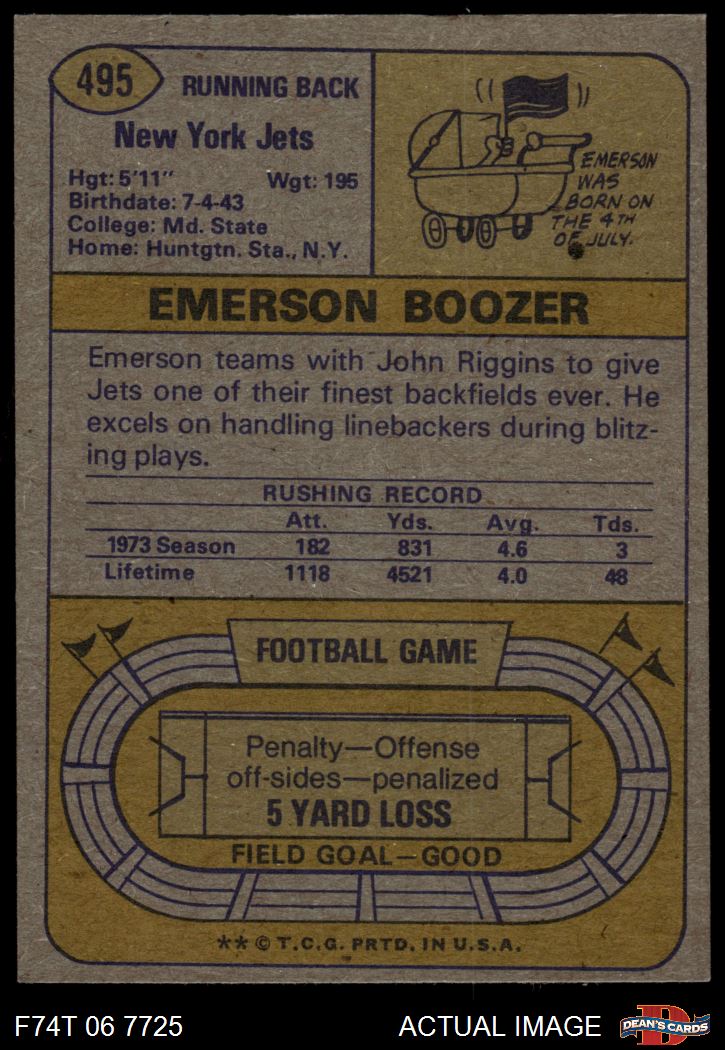 495
RUNNING BACK
New York Jets
Hgt: 5'11" Wgt: 195
Birthdate: 7-4-43
College: Md. State
Home: Huntgtn. Sta., N.Y.
EMERSON
WAS
BORN ON
THE 4TH
OF JULY.
EMERSON BOOZER
Emerson teams with John Riggins to give
Jets one of their finest backfields ever. He
excels on handling linebackers during blitz-
ing plays.
RUSHING RECORD
Att. Yds. Avg. Tds.
1973 Season 182 831 4.6 3
Lifetime 1118 4521 4.0 48
FOOTBALL GAME
Penalty—Offense
off-sides—penalized
5 YARD LOSS
FIELD GOAL—GOOD
** © T.C.G. PRTD. IN U.S.A.
F74T 06 7725 ACTUAL IMAGE
D
DEAN'S CARDS